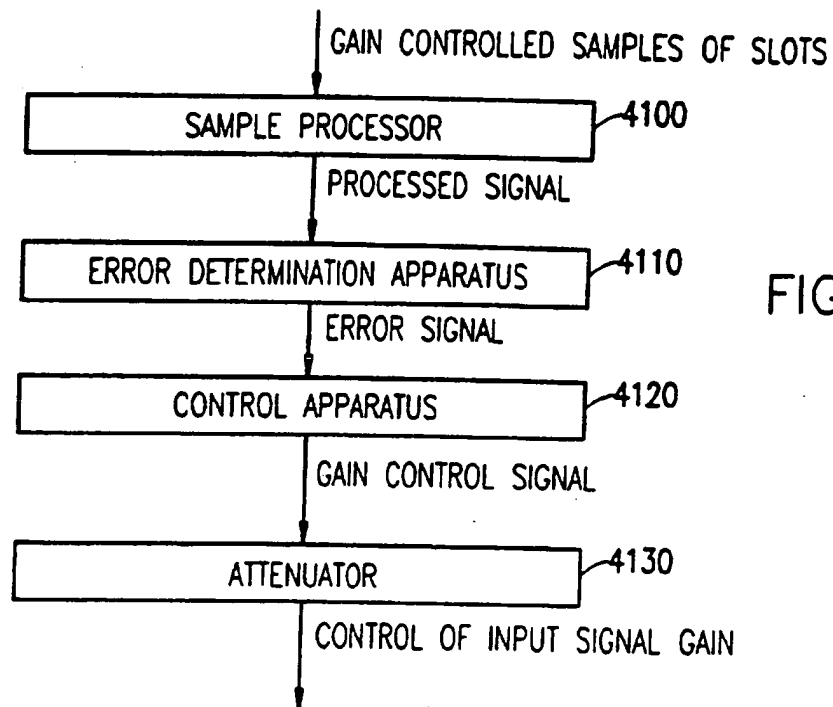 GAIN CONTROLLED SAMPLES OF SLOTS
SAMPLE PROCESSOR
4100
PROCESSED SIGNAL
ERROR DETERMINATION APPARATUS
4110
FIG
ERROR SIGNAL
CONTROL APPARATUS
4120
GAIN CONTROL SIGNAL
ATTENUATOR
4130
CONTROL OF INPUT SIGNAL GAIN